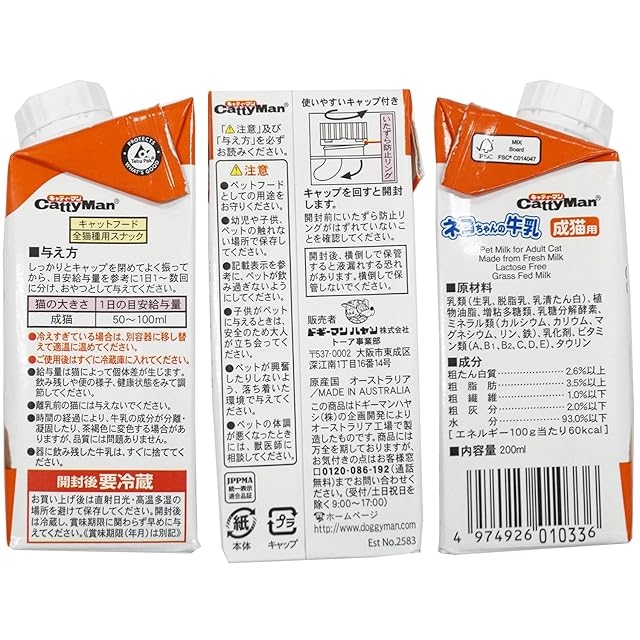 PROTECTS
WHAT'S GOOD
Tetra Pak
キャティーマン
CattyMan®
キャットフード
全猫種用スナック
■与え方
しっかりとキャップを閉めてよく振って
から、目安給与量を参考に1日1~数回
に分け、おやつとして与えてください。
猫の大きさ 1日の目安給与量
成猫 50~100ml
●冷えすぎている場合は、別容器に移し替
えて適温に温めてください。
●ご使用後はすぐに冷蔵庫に入れてください。
●給与量は猫によって個体差が生じます。
飲み残しや便の様子、健康状態をみて調
節してください。
●離乳前の猫には与えないでください。
●時間の経過により、牛乳の成分が分離・
凝固したり、茶褐色に変色する場合があ
りますが、品質には問題ありません。
●器に飲み残した牛乳は、すぐに捨ててく
ださい。
開封後要冷蔵
お買い上げ後は直射日光・高温多湿の
場所を避けて保存してください。開封後
は冷蔵し、賞味期限に関わらず早めに与
えてください。《賞味期限(年月)は別記》
キャティーマン
CattyMan®
「⚠注意」及び
「与え方」を必ず
お読みください。
⚠注意
●ペットフード
としての用途を
お守りください。
●幼児や子供、
ペットの触れな
い場所で保存し
てください。
●記載表示を参
考に、ペットが飲
み過ぎないよう
にしてください。
●子供がペット
に与えるときは、
安全のため大人
が立ち会ってく
ださい。
●ペットが興奮
したりしないよ
う、落ち着いた
環境で与えてく
ださい。
●ペットの体調
が悪くなったとき
には、獣医師に
相談してください。
JPPMA
統一表示
適合品証
紙
本体
プラ
キャップ
使いやすいキャップ付き
いたずら防止リング
キャップを回すと開封
します。
開封前にいたずら防止リ
ングがはずれていない
ことを確認してください。
開封後、横倒しで保管
すると液漏れする恐れ
があります。横倒しで保
管しないでください。
販売者
ドギーマン ハヤシ 株式会社
トーア事業部
〒537-0002 大阪市東成区
深江南1丁目16番14号
原産国 オーストラリア
/MADE IN AUSTRALIA
この商品はドギーマンハヤ
シ(株)の企画開発により
オーストラリア工場で製
造したものです。商品には
万全を期しておりますが、
お気付きの点はお客様窓
口0120-086-192(通話
無料)までお問い合わせく
ださい。(受付/土日祝日を
除く9:00~17:00)
ホームページ
http://www.doggyman.com/
Est No.2583
FSC
MIX
Board
FSC® C014047
キャティーマン
CattyMan®
ネコちゃんの牛乳 成猫用
Pet Milk for Adult Cat
Made from Fresh Milk
Lactose Free
Grass Fed Milk
■原材料
乳類(生乳、脱脂乳、乳清たん白)、植
物油脂、増粘多糖類、乳糖分解酵素、
ミネラル類(カルシウム、カリウム、マ
グネシウム、リン、鉄)、乳化剤、ビタミ
ン類(A、B1、B2、C、D、E)、タウリン
■成分
粗たん白質 2.6%以上
粗脂肪 3.5%以上
粗繊維 1.0%以下
粗灰分 2.0%以下
水分 93.0%以下
[エネルギー100g当たり60kcal]
■内容量 200ml
4 974926 010336